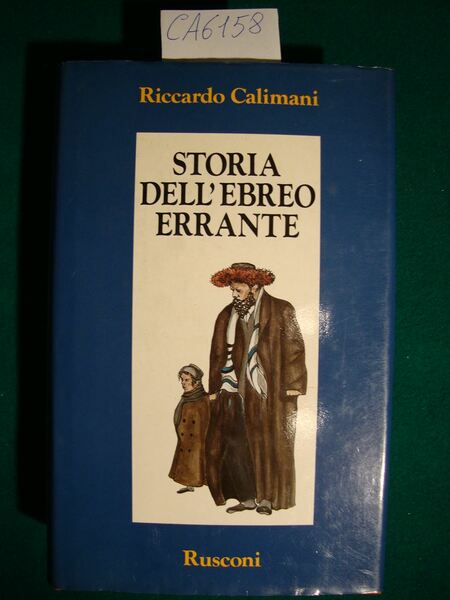 CA6158
Riccardo Calimani
STORIA
DELL'EBREO
ERRANTE
Rusconi